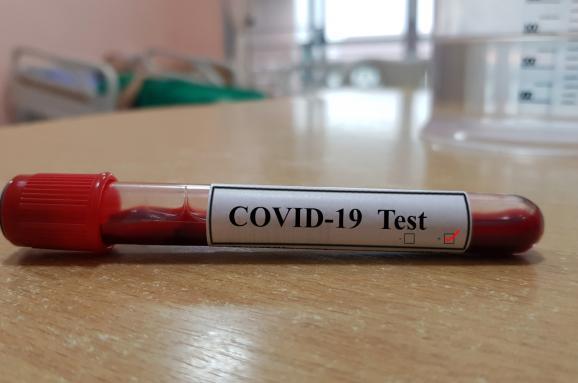 COVID-19 Test
- ☐ + ☑